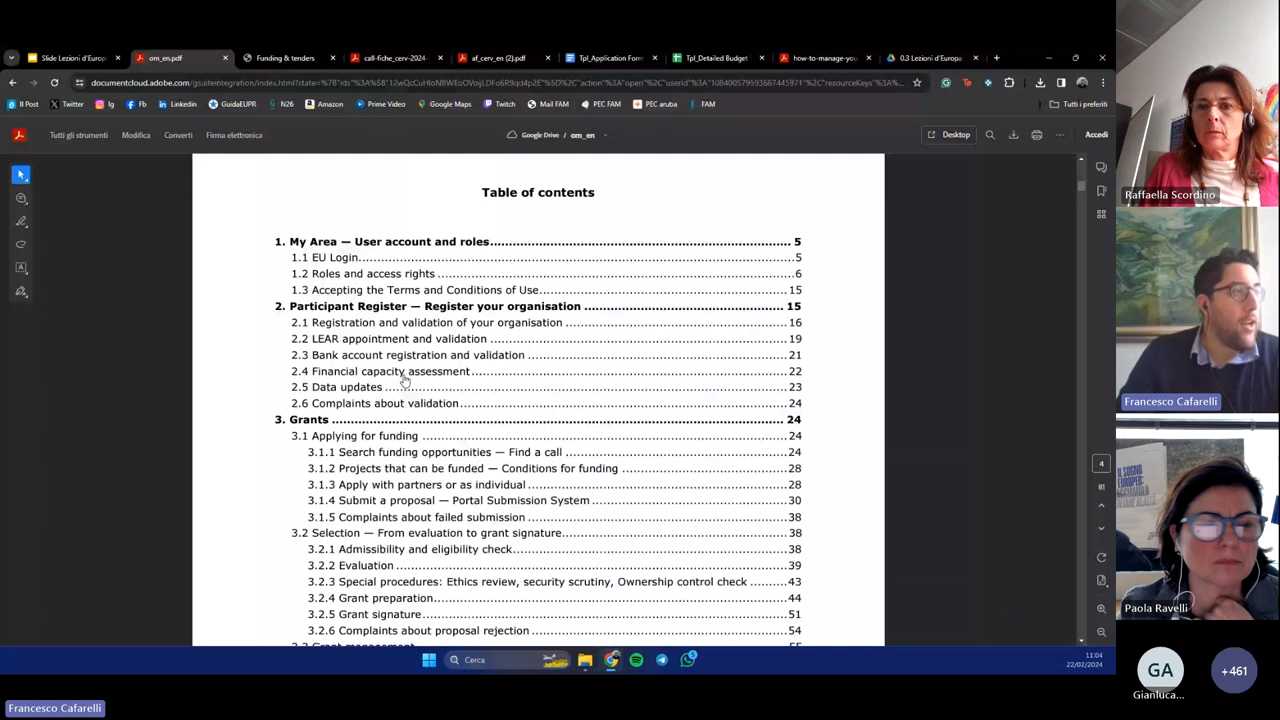 Slide Lezioni d'Euro
om_en.pdf
Funding & tenders
call-fiche_cerv-2024-
af_cerv_en (2).pdf
Tpl_Application Form
Tpl_Detailed Budget
how-to-manage-you
0.3 Lezioni d'Europa
Il Post
Twitter
Ig
Fb
Linkedin
GuidaEUPR
N26
Amazon
Prime Video
Google Maps
Twitch
Mail FAM
PEC FAM
PEC aruba
FAM
Tutti i preferiti
Tutti gli strumenti
Modifica
Converti
Firma elettronica
Google Drive / om_en
Desktop
Accedi
Table of contents
1. My Area — User account and roles 5
1.1 EU Login 5
1.2 Roles and access rights 6
1.3 Accepting the Terms and Conditions of Use 15
2. Participant Register — Register your organisation 15
2.1 Registration and validation of your organisation 16
2.2 LEAR appointment and validation 19
2.3 Bank account registration and validation 21
2.4 Financial capacity assessment 22
2.5 Data updates 23
2.6 Complaints about validation 24
3. Grants 24
3.1 Applying for funding 24
3.1.1 Search funding opportunities — Find a call 24
3.1.2 Projects that can be funded — Conditions for funding 28
3.1.3 Apply with partners or as individual 28
3.1.4 Submit a proposal — Portal Submission System 30
3.1.5 Complaints about failed submission 38
3.2 Selection — From evaluation to grant signature 38
3.2.1 Admissibility and eligibility check 38
3.2.2 Evaluation 39
3.2.3 Special procedures: Ethics review, security scrutiny, Ownership control check 43
3.2.4 Grant preparation 44
3.2.5 Grant signature 51
3.2.6 Complaints about proposal rejection 54
4
81
Cerca
11:04
22/02/2024
Raffaella Scordino
Francesco Cafarelli
IL SOGNO
EUROPEO:
Paola Ravelli
GA
Gianluca...
+461
Francesco Cafarelli